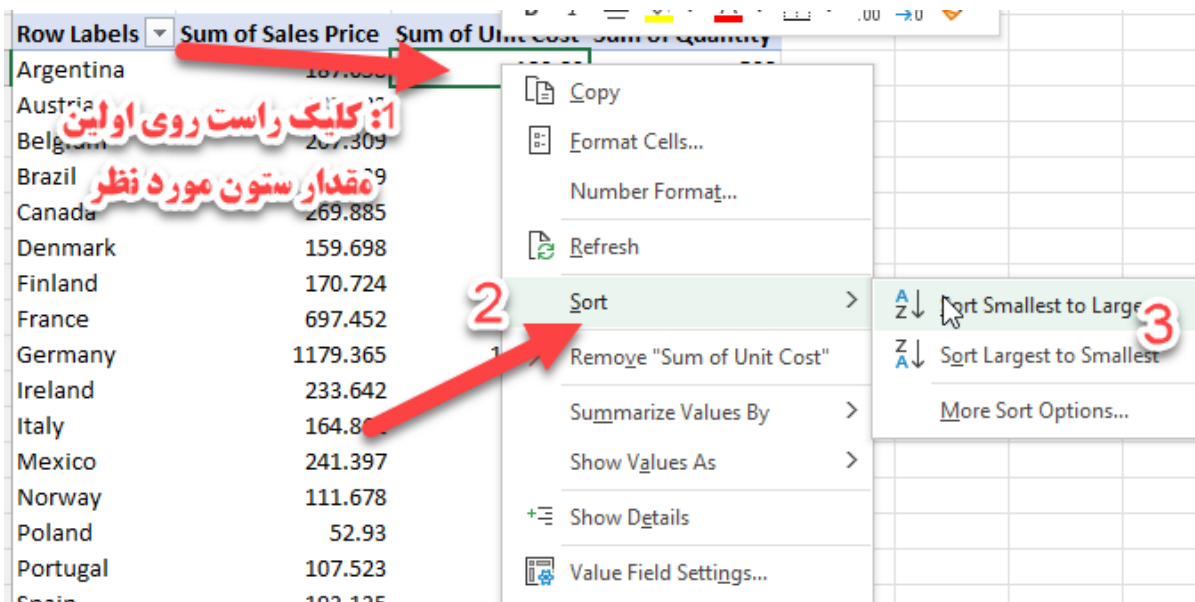 Row Labels Sum of Sales Price Sum of Unit Cost Sum of Quantity
Argentina
Austria
Belgium 207.309
Brazil
Canada 269.885
Denmark 159.698
Finland 170.724
France 697.452
Germany 1179.365 1
Ireland 233.642
Italy
Mexico 241.397
Norway 111.678
Poland 52.93
Portugal 107.523
1: کلیک راست روی اولین
مقدار ستون مورد نظر
Copy
Format Cells...
Number Format...
Refresh
2 Sort
Remove "Sum of Unit Cost"
Summarize Values By
Show Values As
Show Details
Value Field Settings...
Sort Smallest to Large 3
Sort Largest to Smallest
More Sort Options...